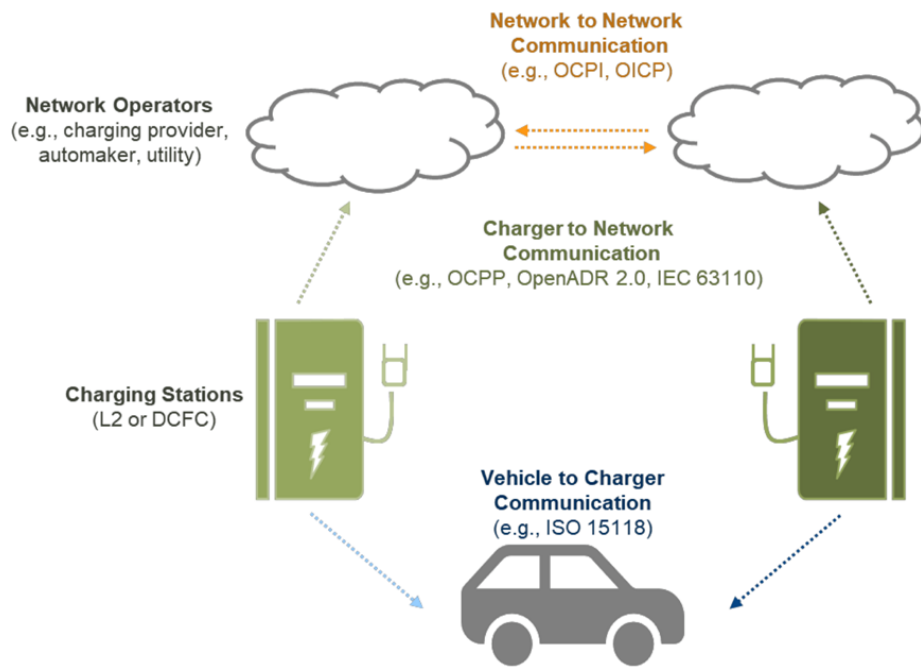 Network to Network
Communication
(e.g., OCPI, OICP)
Network Operators
(e.g., charging provider,
automaker, utility)
Charger to Network
Communication
(e.g., OCPP, OpenADR 2.0, IEC 63110)
Charging Stations
(L2 or DCFC)
Vehicle to Charger
Communication
(e.g., ISO 15118)